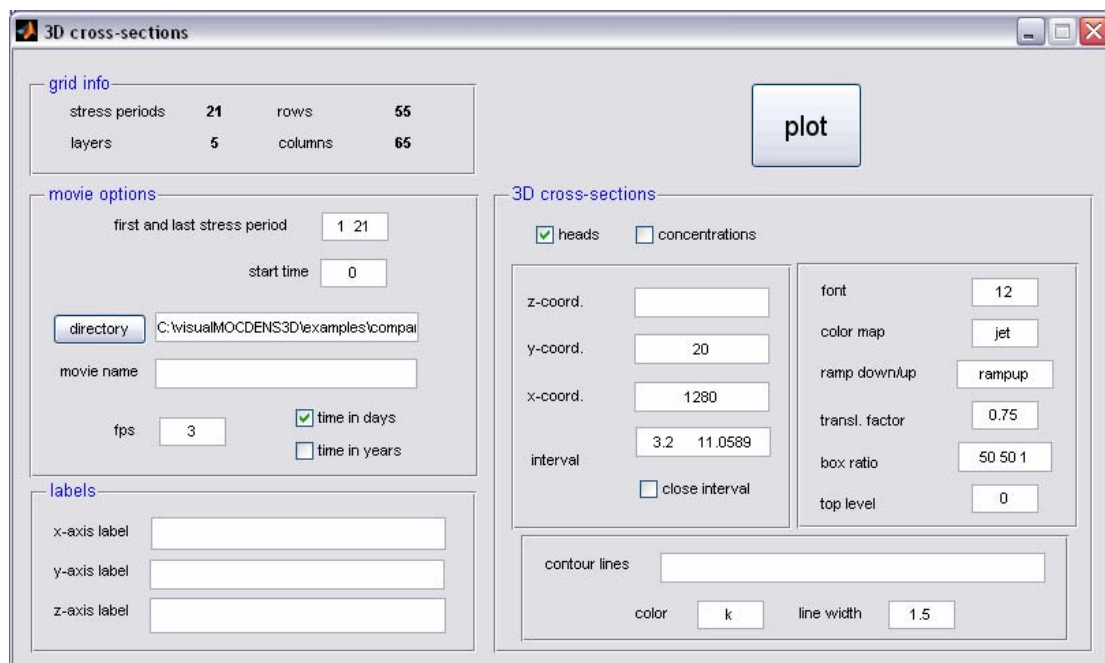 3D cross-sections
grid info
stress periods 21 rows 55
layers 5 columns 65
plot
movie options
first and last stress period 1 21
start time 0
directory C:\visualMOCDENS3D\examples\compar
movie name
fps 3
time in days
time in years
labels
x-axis label
y-axis label
z-axis label
3D cross-sections
heads concentrations
z-coord.
y-coord. 20
x-coord. 1280
interval 3.2 11.0589
close interval
font 12
color map jet
ramp down/up rampup
transl. factor 0.75
box ratio 50 50 1
top level 0
contour lines
color k line width 1.5